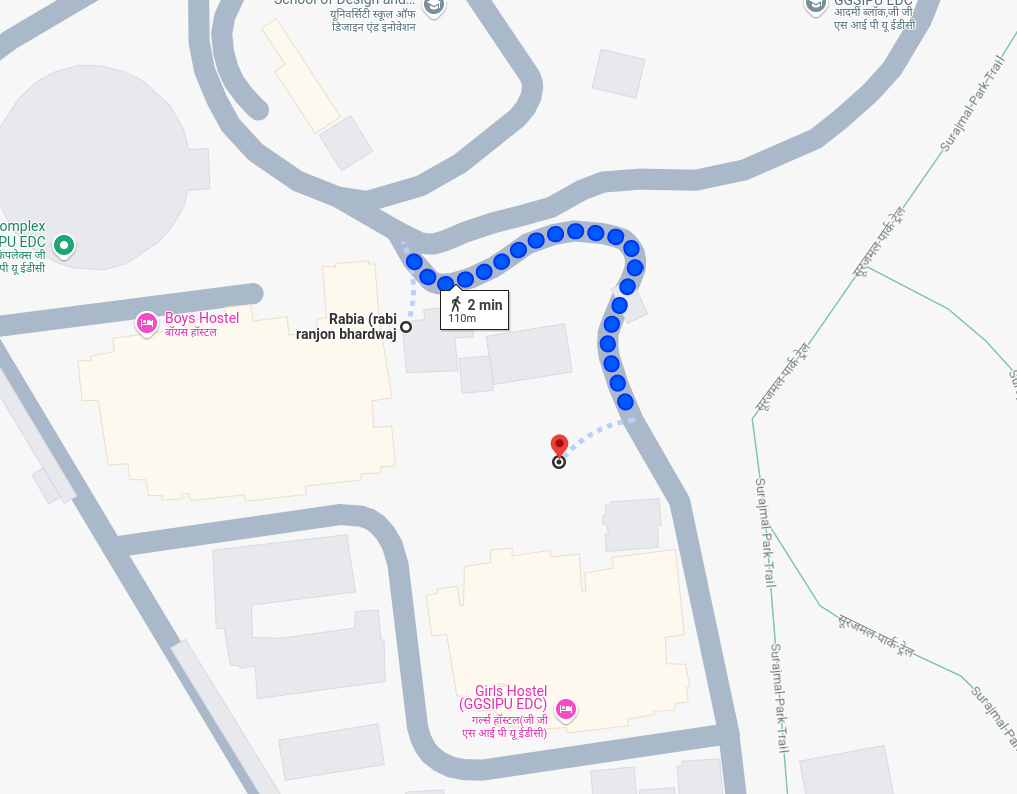 School of Design and...
यूनिवर्सिटी स्कूल ऑफ
डिजाइन एंड इनोवेशन
GGSIPU EDC
आदमी ब्लॉक,जी जी
एस आई पी यू ईडीसी
Surajmal-Park-Trail
सूरजमल-पार्क-ट्रेल
omplex
PU EDC
कंपलेक्स जी
पी यू ईडीसी
Boys Hostel
बॉयस हॉस्टल
Rabia (rabi
ranjon bhardwaj
2 min
110m
सूरजमल-पार्क-ट्रेल
Surajmal-Park-Trail
सूरजमल-पार्क-ट्रेल
Surajmal-Park-Trail
Surajmal-Pa
Girls Hostel
(GGSIPU EDC)
गर्ल्स हॉस्टल(जी जी
एस आई पी यू ईडीसी)